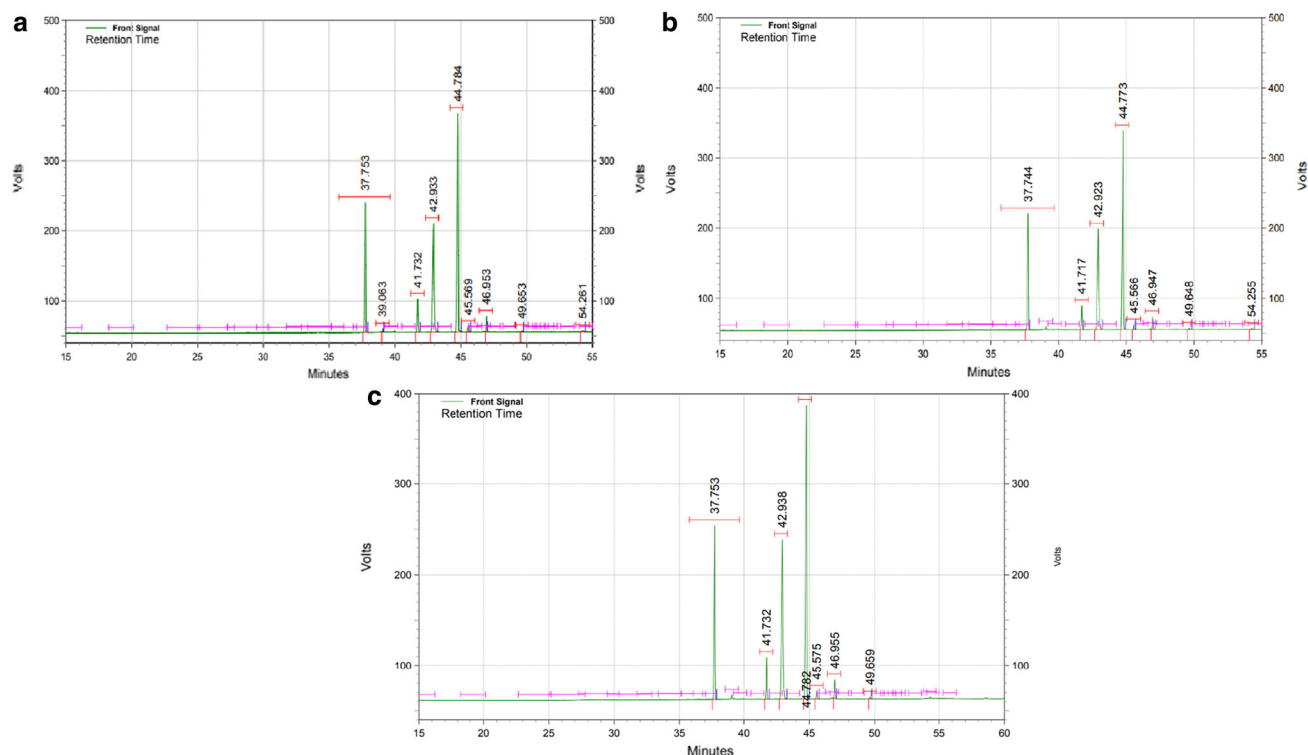 a
Front Signal
Retention Time
500
400
300
200
100
500
400
300
200
100
Volts
Volts
37.753
39.063
41.732
42.933
44.784
45.569
46.953
49.653
54.261
15 20 25 30 35 40 45 50 55
Minutes
b
Front Signal
Retention Time
500
400
300
200
100
500
400
300
200
100
Volts
Volts
37.744
41.717
42.923
44.773
45.566
46.947
49.648
54.255
15 20 25 30 35 40 45 50 55
Minutes
c
Front Signal
Retention Time
400
300
200
100
400
300
200
100
Volts
Volts
37.753
41.732
42.938
44.782
45.575
46.955
49.659
15 20 25 30 35 40 45 50 55 60
Minutes